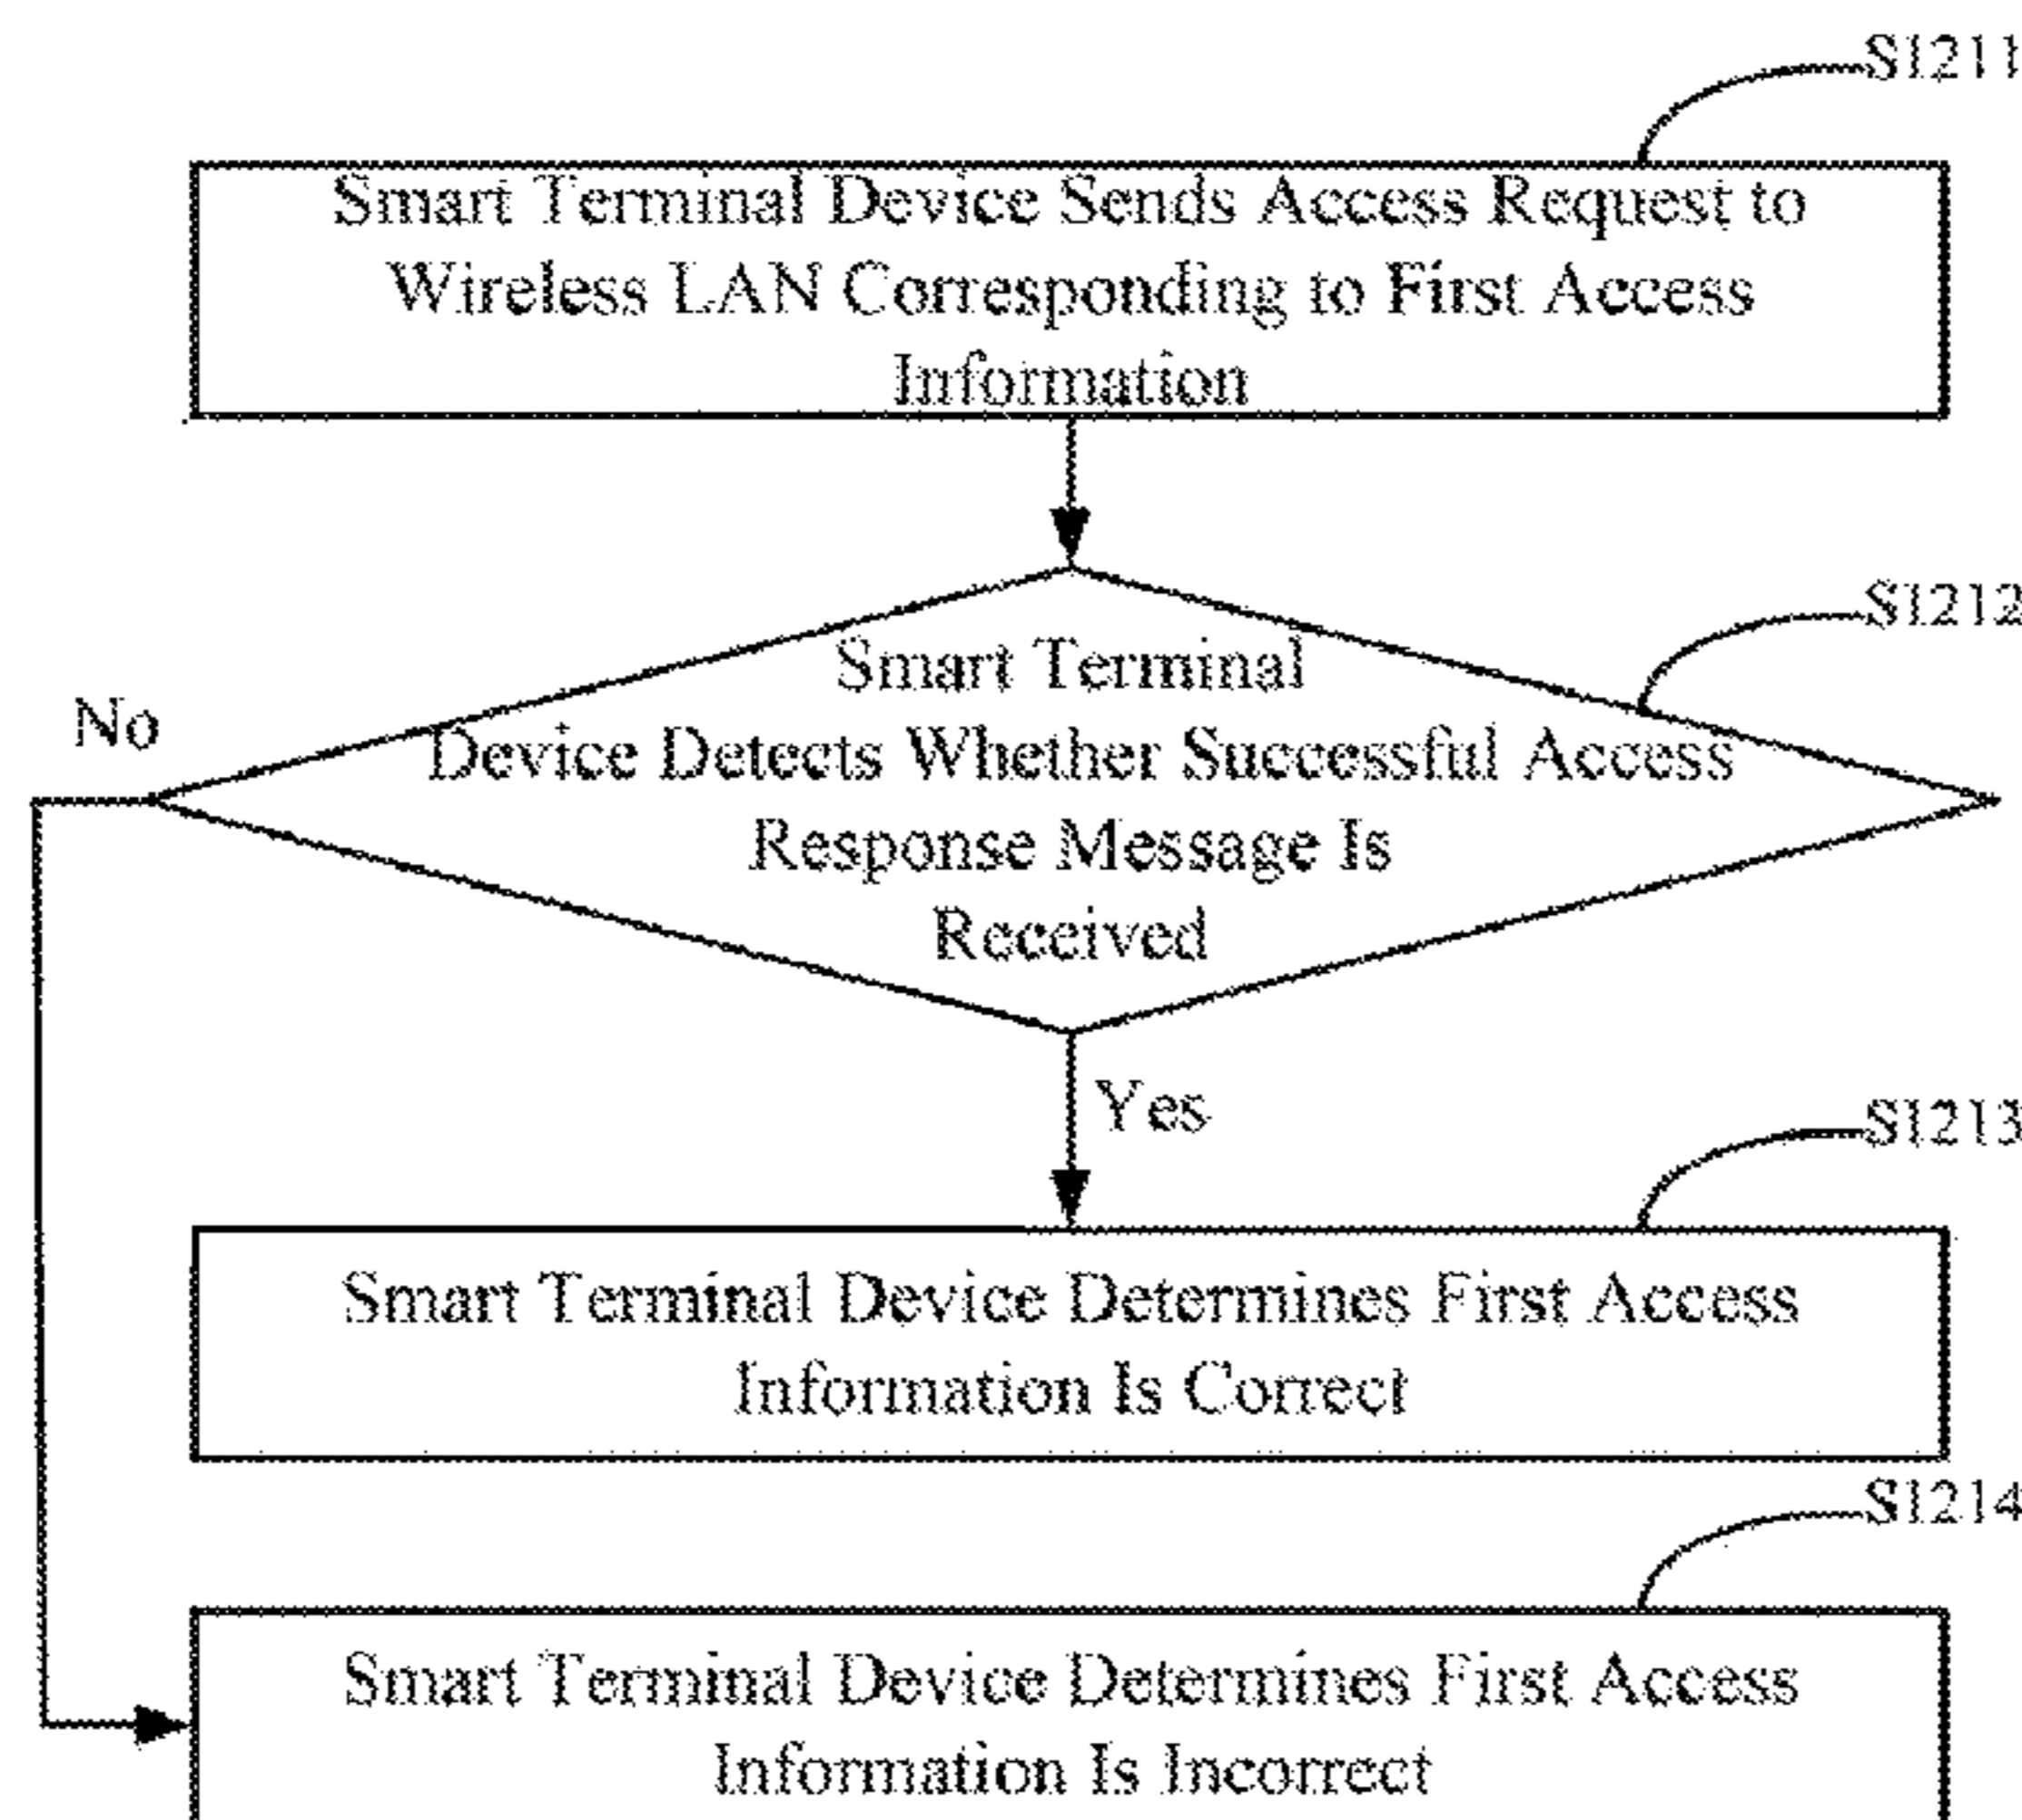 S1211
Smart Terminal Device Sends Access Request to
Wireless LAN Corresponding to First Access
Information
S1212
Smart Terminal
Device Detects Whether Successful Access
Response Message Is
Received
No
Yes
S1213
Smart Terminal Device Determines First Access
Information Is Correct
S1214
Smart Terminal Device Determines First Access
Information Is Incorrect